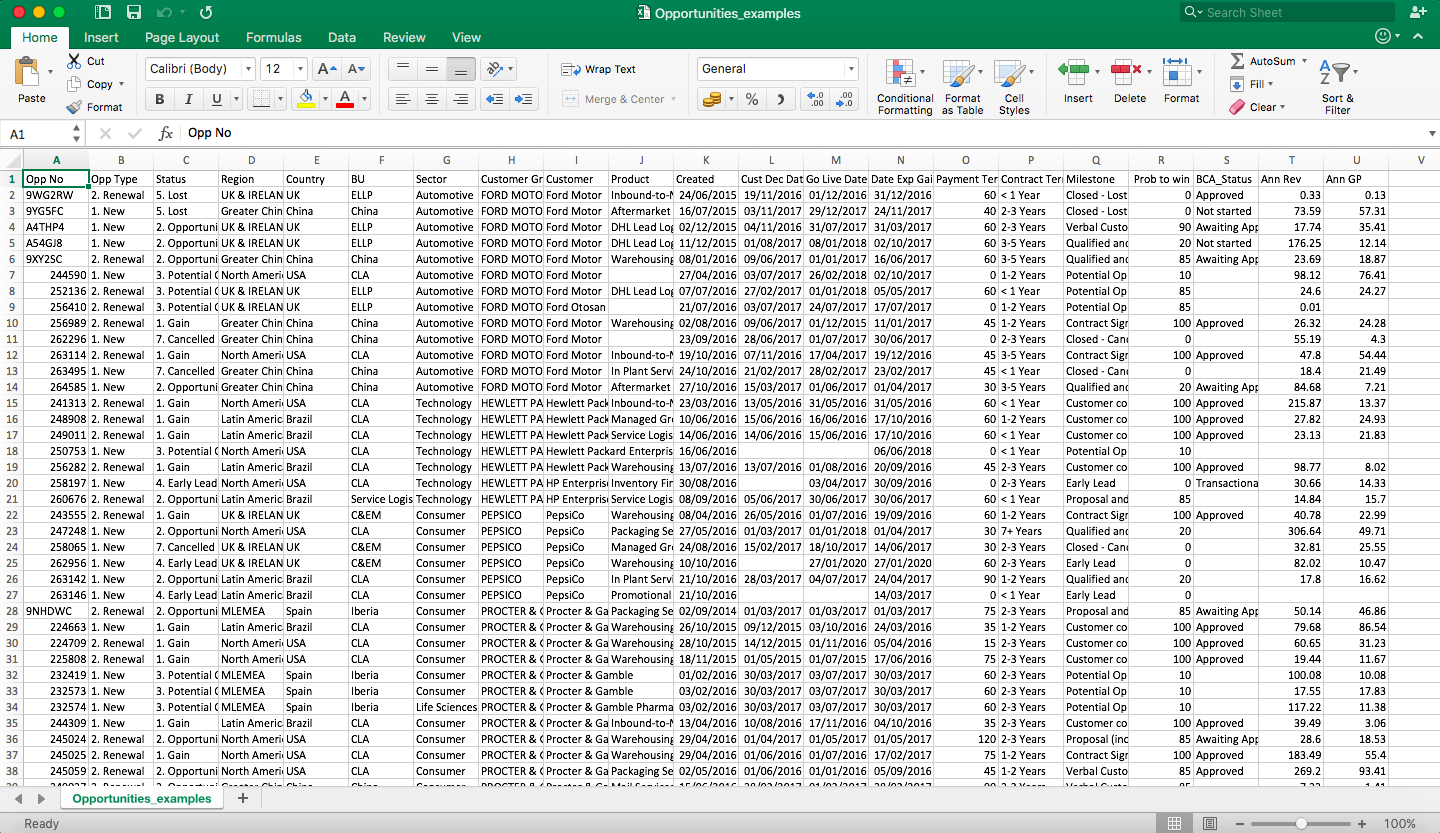 Opportunities_examples
Search Sheet
Home Insert Page Layout Formulas Data Review View
Paste Cut Copy Format
Calibri (Body) 12 A A
B I U A
Wrap Text
Merge & Center
General
% .0 .00 .00 .0
Conditional Formatting
Format as Table
Cell Styles
Insert Delete Format
AutoSum Fill Clear
Sort & Filter
A1 fx Opp No
A B C D E F G H I J K L M N O P Q R S T U V
1 Opp No Opp Type Status Region Country BU Sector Customer Gr Customer Product Created Cust Dec Dat Go Live Date Date Exp Gai Payment Ter Contract Ter Milestone Prob to win BCA_Status Ann Rev Ann GP
2 9WG2RW 2. Renewal 5. Lost UK & IRELAN UK ELLP Automotive FORD MOTO Ford Motor Inbound-to-M 24/06/2015 19/11/2016 01/12/2016 31/12/2016 60 < 1 Year Closed - Lost 0 Approved 0.33 0.13
3 9YG5FC 1. New 5. Lost Greater Chin China China Automotive FORD MOTO Ford Motor Aftermarket 16/07/2015 03/11/2017 29/12/2017 24/11/2017 40 2-3 Years Closed - Lost 0 Not started 73.59 57.31
4 A4THP4 1. New 2. Opportuni UK & IRELAN UK ELLP Automotive FORD MOTO Ford Motor DHL Lead Log 02/12/2015 04/11/2016 31/07/2017 31/03/2017 60 2-3 Years Verbal Custo 90 Awaiting App 17.74 35.41
5 A54GJ8 1. New 2. Opportuni UK & IRELAN UK ELLP Automotive FORD MOTO Ford Motor DHL Lead Log 11/12/2015 01/08/2017 08/01/2018 02/10/2017 60 3-5 Years Qualified and 20 Not started 176.25 12.14
6 9XY2SC 2. Renewal 2. Opportuni Greater Chin China China Automotive FORD MOTO Ford Motor Warehousing 08/01/2016 09/06/2017 01/01/2018 16/06/2017 60 3-5 Years Qualified and 85 Awaiting App 23.69 18.87
7 244590 1. New 3. Potential O North Ameri USA CLA Automotive FORD MOTO Ford Motor 27/04/2016 03/07/2017 26/02/2018 02/10/2017 0 1-2 Years Potential Op 10 98.12 76.41
8 252136 2. Renewal 3. Potential O UK & IRELAN UK ELLP Automotive FORD MOTO Ford Motor DHL Lead Log 07/07/2016 27/02/2017 01/01/2018 05/05/2017 60 < 1 Year Potential Op 85 24.6 24.27
9 256410 2. Renewal 3. Potential O UK & IRELAN UK ELLP Automotive FORD MOTO Ford Otosan 21/07/2016 03/07/2017 24/07/2017 17/07/2017 0 1-2 Years Potential Op 85 0.01
10 256989 2. Renewal 1. Gain Greater Chin China China Automotive FORD MOTO Ford Motor Warehousing 02/08/2016 09/06/2017 01/12/2015 11/01/2017 45 1-2 Years Contract Sigr 100 Approved 26.32 24.28
11 262296 1. New 7. Cancelled Greater Chin China China Automotive FORD MOTO Ford Motor 23/09/2016 28/06/2017 01/07/2017 30/06/2017 0 2-3 Years Closed - Canc 0 55.19 4.3
12 263114 2. Renewal 1. Gain North Ameri USA CLA Automotive FORD MOTO Ford Motor Inbound-to-M 19/10/2016 07/11/2016 17/04/2017 19/12/2016 45 3-5 Years Contract Sigr 100 Approved 47.8 54.44
13 263495 1. New 7. Cancelled Greater Chin China China Automotive FORD MOTO Ford Motor In Plant Servi 24/10/2016 21/02/2017 28/02/2017 23/02/2017 45 < 1 Year Closed - Canc 0 18.4 21.49
14 264585 1. New 2. Opportuni Greater Chin China China Automotive FORD MOTO Ford Motor Aftermarket 27/10/2016 15/03/2017 01/06/2017 01/04/2017 30 3-5 Years Qualified and 20 Awaiting App 84.68 7.21
15 241313 2. Renewal 1. Gain North Ameri USA CLA Technology HEWLETT PA Hewlett Pack Inbound-to-M 23/03/2016 13/05/2016 31/05/2016 31/05/2016 60 < 1 Year Customer co 100 Approved 215.87 13.37
16 248908 2. Renewal 1. Gain Latin Americ Brazil CLA Technology HEWLETT PA Hewlett Pack Managed Gro 10/06/2016 15/06/2016 16/06/2016 17/10/2016 60 1-2 Years Customer co 100 Approved 27.82 24.93
17 249011 2. Renewal 1. Gain Latin Americ Brazil CLA Technology HEWLETT PA Hewlett Pack Service Logis 14/06/2016 14/06/2016 15/06/2016 17/10/2016 60 < 1 Year Customer co 100 Approved 23.13 21.83
18 250753 1. New 3. Potential O North Ameri USA CLA Technology HEWLETT PA Hewlett Packard Enterpris 16/06/2016 06/06/2018 0 < 1 Year Potential Op 10
19 256282 2. Renewal 1. Gain Latin Americ Brazil CLA Technology HEWLETT PA Hewlett Pack Warehousing 13/07/2016 13/07/2016 01/08/2016 20/09/2016 45 2-3 Years Customer co 100 Approved 98.77 8.02
20 258197 1. New 4. Early Lead North Ameri USA CLA Technology HEWLETT PA HP Enterprise Inventory Fin 30/08/2016 03/04/2017 30/09/2016 0 2-3 Years Early Lead 0 Transactiona 30.66 14.33
21 260676 2. Renewal 2. Opportuni Latin Americ Brazil Service Logis Technology HEWLETT PA HP Enterprise Service Logis 08/09/2016 05/06/2017 30/06/2017 30/06/2017 60 < 1 Year Proposal and 85 14.84 15.7
22 243555 2. Renewal 1. Gain UK & IRELAN UK C&EM Consumer PEPSICO PepsiCo Warehousing 08/04/2016 26/05/2016 01/07/2016 19/09/2016 60 1-2 Years Contract Sigr 100 Approved 40.78 22.99
23 247248 1. New 2. Opportuni North Ameri USA CLA Consumer PEPSICO PepsiCo Packaging Se 27/05/2016 01/03/2017 01/01/2018 01/04/2017 30 7+ Years Qualified and 20 306.64 49.71
24 258065 1. New 7. Cancelled UK & IRELAN UK C&EM Consumer PEPSICO PepsiCo Managed Gro 24/08/2016 15/02/2017 18/10/2017 14/06/2017 30 2-3 Years Closed - Canc 0 32.81 25.55
25 262956 1. New 4. Early Lead UK & IRELAN UK C&EM Consumer PEPSICO PepsiCo Warehousing 10/10/2016 27/01/2020 27/01/2020 60 2-3 Years Early Lead 0 82.02 10.47
26 263142 1. New 2. Opportuni Latin Americ Brazil CLA Consumer PEPSICO PepsiCo In Plant Servi 21/10/2016 28/03/2017 04/07/2017 24/04/2017 90 1-2 Years Qualified and 20 17.8 16.62
27 263146 1. New 4. Early Lead Latin Americ Brazil CLA Consumer PEPSICO PepsiCo Promotional 21/10/2016 14/03/2017 0 < 1 Year Early Lead 0
28 9NHDWC 2. Renewal 2. Opportuni MLEMEA Spain Iberia Consumer PROCTER & G Procter & Ga Packaging Se 02/09/2014 01/03/2017 01/03/2017 01/03/2017 75 2-3 Years Proposal and 85 Awaiting App 50.14 46.86
29 224663 1. New 1. Gain Latin Americ Brazil CLA Consumer PROCTER & G Procter & Ga Warehousing 26/10/2015 09/12/2015 03/10/2016 24/03/2016 35 1-2 Years Customer co 100 Approved 79.68 86.54
30 224709 2. Renewal 1. Gain North Ameri USA CLA Consumer PROCTER & G Procter & Ga Warehousing 28/10/2015 14/12/2015 01/11/2016 05/04/2016 15 2-3 Years Customer co 100 Approved 60.65 31.23
31 225808 2. Renewal 1. Gain North Ameri USA CLA Consumer PROCTER & G Procter & Ga Warehousing 18/11/2015 01/05/2015 01/07/2015 17/06/2016 75 2-3 Years Customer co 100 Approved 19.44 11.67
32 232419 1. New 3. Potential O MLEMEA Spain Iberia Consumer PROCTER & G Procter & Gamble 01/02/2016 30/03/2017 03/07/2017 30/03/2017 60 2-3 Years Potential Op 10 100.08 10.08
33 232573 1. New 3. Potential O MLEMEA Spain Iberia Consumer PROCTER & G Procter & Gamble 03/02/2016 30/03/2017 03/07/2017 30/03/2017 60 2-3 Years Potential Op 10 17.55 17.83
34 232574 1. New 3. Potential O MLEMEA Spain Iberia Life Sciences PROCTER & G Procter & Gamble Pharma 03/02/2016 30/03/2017 03/07/2017 30/03/2017 60 2-3 Years Potential Op 10 117.22 11.38
35 244309 1. New 1. Gain Latin Americ Brazil CLA Consumer PROCTER & G Procter & Ga Inbound-to-M 13/04/2016 10/08/2016 17/11/2016 04/10/2016 35 2-3 Years Customer co 100 Approved 39.49 3.06
36 245024 2. Renewal 2. Opportuni North Ameri USA CLA Consumer PROCTER & G Procter & Ga Warehousing 29/04/2016 01/04/2017 01/05/2017 01/05/2017 120 2-3 Years Proposal (inc 85 Awaiting App 28.6 18.53
37 245025 2. Renewal 1. Gain North Ameri USA CLA Consumer PROCTER & G Procter & Ga Warehousing 29/04/2016 01/06/2016 01/07/2016 17/02/2017 75 1-2 Years Contract Sigr 100 Approved 183.49 55.4
38 245059 2. Renewal 2. Opportuni North Ameri USA CLA Consumer PROCTER & G Procter & Ga Packaging Se 02/05/2016 01/06/2016 01/01/2016 05/09/2016 45 1-2 Years Verbal Custo 85 Approved 269.2 93.41
Opportunities_examples +
Ready 100%